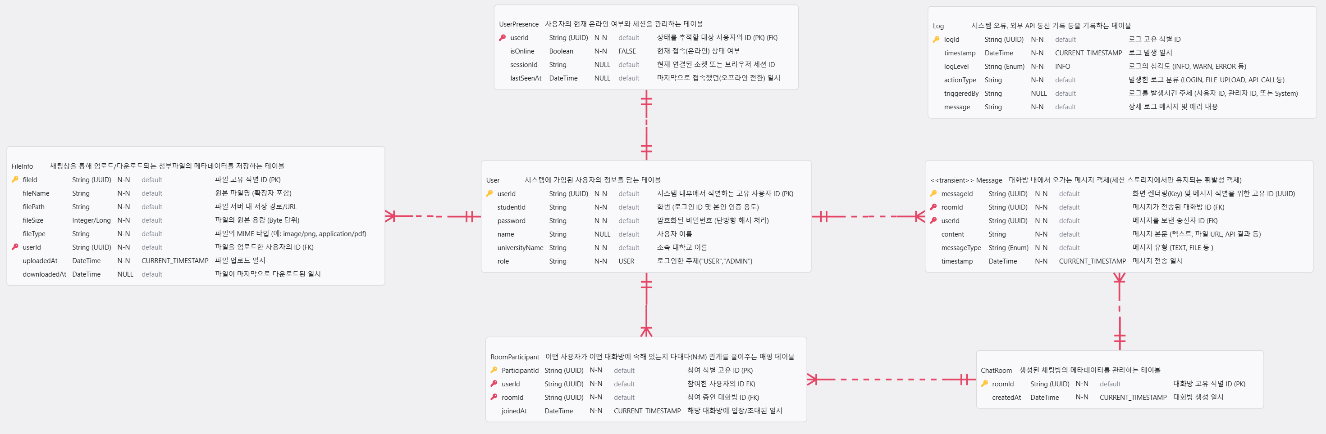 UserPresence 사용자의 현재 온라인 여부와 세션을 관리하는 테이블
userId String (UUID) N-N default 상태를 추적할 대상 사용자의 ID (PK) (FK)
isOnline Boolean N-N FALSE 현재 접속(온라인) 상태 여부
sessionId String NULL default 현재 연결된 소켓 또는 브라우저 세션 ID
lastSeenAt DateTime NULL default 마지막으로 접속했던(오프라인 전환) 일시
Log 시스템 오류, 외부 API 통신 기록 등을 기록하는 테이블
logId String (UUID) N-N default 로그 고유 식별 ID
timestamp DateTime N-N CURRENT_TIMESTAMP 로그 발생 일시
logLevel String (Enum) N-N INFO 로그의 심각도 (INFO, WARN, ERROR 등)
actionType String N-N default 발생한 로그 분류 (LOGIN, FILE_UPLOAD, API_CALL 등)
triggeredBy String NULL default 로그를 발생시킨 주체 (사용자 ID, 관리자 ID, 또는 System)
message String N-N default 상세 로그 메시지 및 에러 내용
FileInfo 채팅창을 통해 업로드/다운로드되는 첨부파일의 메타데이터를 저장하는 테이블
fileId String (UUID) N-N default 파일 고유 식별 ID (PK)
fileName String N-N default 원본 파일명 (확장자 포함)
filePath String N-N default 파일 서버 내 저장 경로/URL
fileSize Integer/Long N-N default 파일의 원본 용량 (Byte 단위)
fileType String N-N default 파일의 MIME 타입 (예: image/png, application/pdf)
userId String (UUID) N-N default 파일을 업로드한 사용자의 ID (FK)
uploadedAt DateTime N-N CURRENT_TIMESTAMP 파일 업로드 일시
downloadedAt DateTime NULL default 파일이 마지막으로 다운로드된 일시
User 시스템에 가입된 사용자의 정보를 담는 테이블
userId String (UUID) N-N default 시스템 내부에서 식별하는 고유 사용자 ID (PK)
studentId String N-N default 학번 (로그인 ID 및 본인 인증 용도)
password String N-N default 암호화된 비밀번호 (단방향 해시 처리)
name String NULL default 사용자 이름
universityName String N-N default 소속 대학교 이름
role String N-N USER 로그인한 주체("USER","ADMIN")
<<transient>> Message 대화방 내에서 오가는 메시지 객체(세션 스토리지에서만 유지되는 휘발성 객체)
messageId String (UUID) N-N default 화면 렌더링(Key) 및 메시지 식별을 위한 고유 ID (UUID)
roomId String (UUID) N-N default 메시지가 전송된 대화방 ID (FK)
userId String (UUID) N-N default 메시지를 보낸 송신자 ID (FK)
content String N-N default 메시지 본문 (텍스트, 파일 URL, API 결과 등)
messageType String (Enum) N-N default 메시지 유형 (TEXT, FILE 등 )
timestamp DateTime N-N CURRENT_TIMESTAMP 메시지 전송 일시
RoomParticipant 어떤 사용자가 어떤 대화방에 속해 있는지 다대다(N:M) 관계를 풀어주는 매핑 테이블
ParticipantId String (UUID) N-N default 참여 식별 고유 ID (PK)
userId String (UUID) N-N default 참여한 사용자의 ID FK)
roomId String (UUID) N-N default 참여 중인 대화방 ID (FK)
joinedAt DateTime N-N CURRENT_TIMESTAMP 해당 대화방에 입장/초대된 일시
ChatRoom 생성된 채팅방의 메타데이터를 관리하는 테이블
roomId String (UUID) N-N default 대화방 고유 식별 ID (PK)
createdAt DateTime N-N CURRENT_TIMESTAMP 대화방 생성 일시